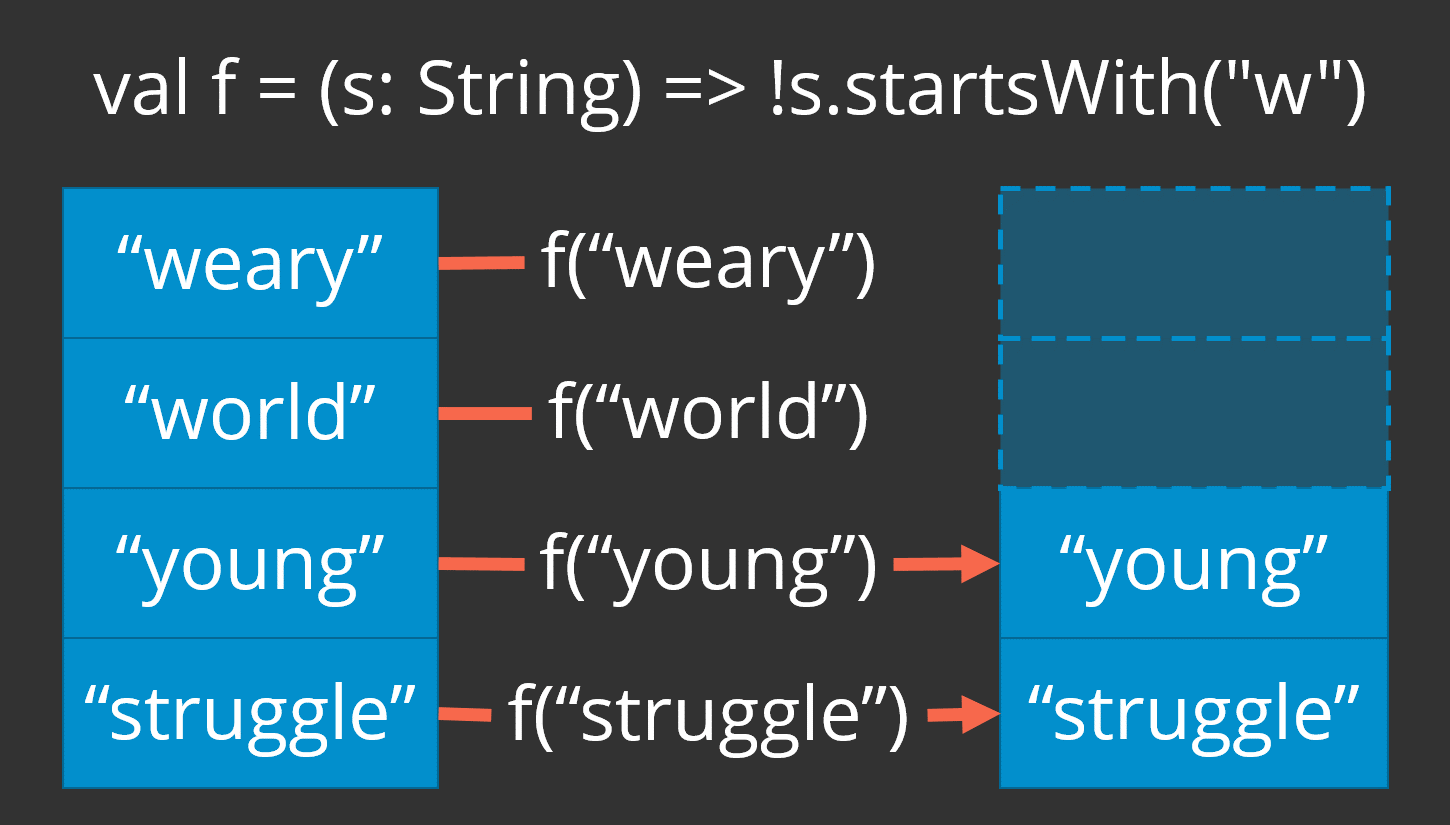 val f = (s: String) => !s.startsWith("w")
“weary” f(“weary”)
“world” f(“world”)
“young” f(“young”) “young”
“struggle” f(“struggle”) “struggle”